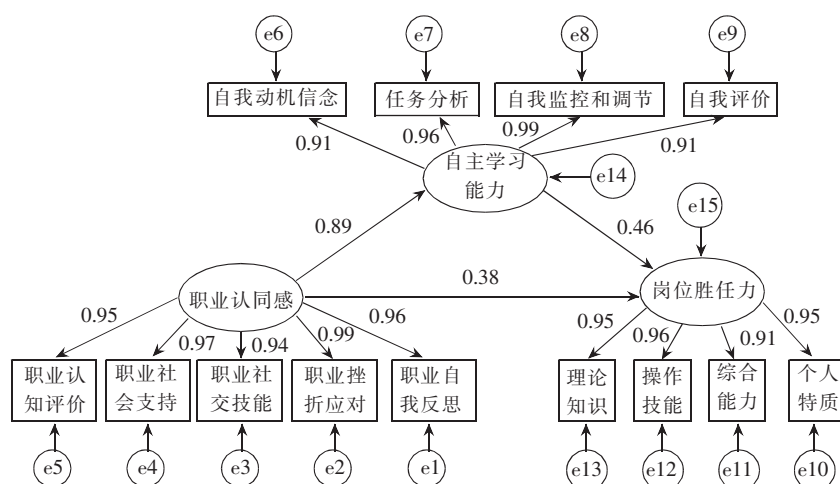 e6
e7
e8
e9
自我动机信念
任务分析
自我监控和调节
自我评价
0.91
0.96
0.99
0.91
自主学习
能力
e14
e15
0.89
0.46
职业认同感
0.38
岗位胜任力
0.95
0.97
0.94
0.99
0.96
0.95
0.96
0.91
0.95
职业认
知评价
职业社
会支持
职业社
交技能
职业挫
折应对
职业自
我反思
理论
知识
操作
技能
综合
能力
个人
特质
e5
e4
e3
e2
e1
e13
e12
e11
e10